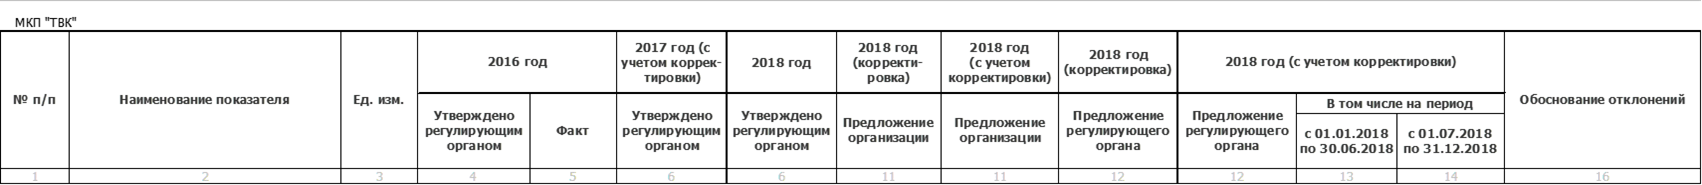 МКП "ТВК"
№ п/п
Наименование показателя
Ед. изм.
2016 год
2017 год (с
учетом коррек-
тировки)
2018 год
2018 год
(корректи-
ровка)
2018 год
(с учетом
корректировки)
2018 год
(корректировка)
2018 год (с учетом корректировки)
Обоснование отклонений
Утверждено
регулирующим
органом
Факт
Утверждено
регулирующим
органом
Утверждено
регулирующим
органом
Предложение
организации
Предложение
организации
Предложение
регулирующего
органа
Предложение
регулирующего
органа
В том числе на период
с 01.01.2018
по 30.06.2018
с 01.07.2018
по 31.12.2018
1 2 3 4 5 6 6 11 11 12 12 13 14 16